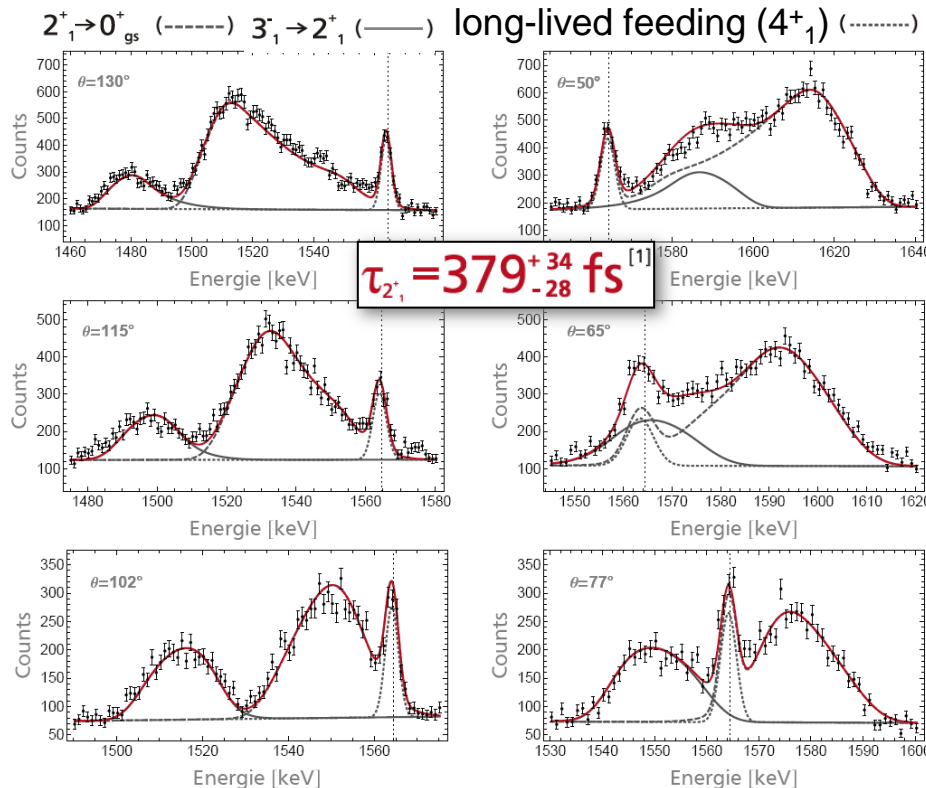 2⁺₁→0⁺gs (- - -) 3⁻₁→2⁺₁ (—) long-lived feeding (4⁺₁) (·····)
θ=130°
700
600
500
400
300
200
100
Counts
1460 1480 1500 1520 1540
Energie [keV]
θ=50°
700
600
500
400
300
200
100
Counts
1580 1600 1620 1640
Energie [keV]
τ₂⁺₁ = 379 +34 −28 fs [1]
θ=115°
500
400
300
200
100
Counts
1480 1500 1520 1540 1560 1580
Energie [keV]
θ=65°
500
400
300
200
100
Counts
1550 1560 1570 1580 1590 1600 1610 1620
Energie [keV]
θ=102°
350
300
250
200
150
100
50
Counts
1500 1520 1540 1560
Energie [keV]
θ=77°
400
350
300
250
200
150
100
50
Counts
1530 1540 1550 1560 1570 1580 1590 1600
Energie [keV]